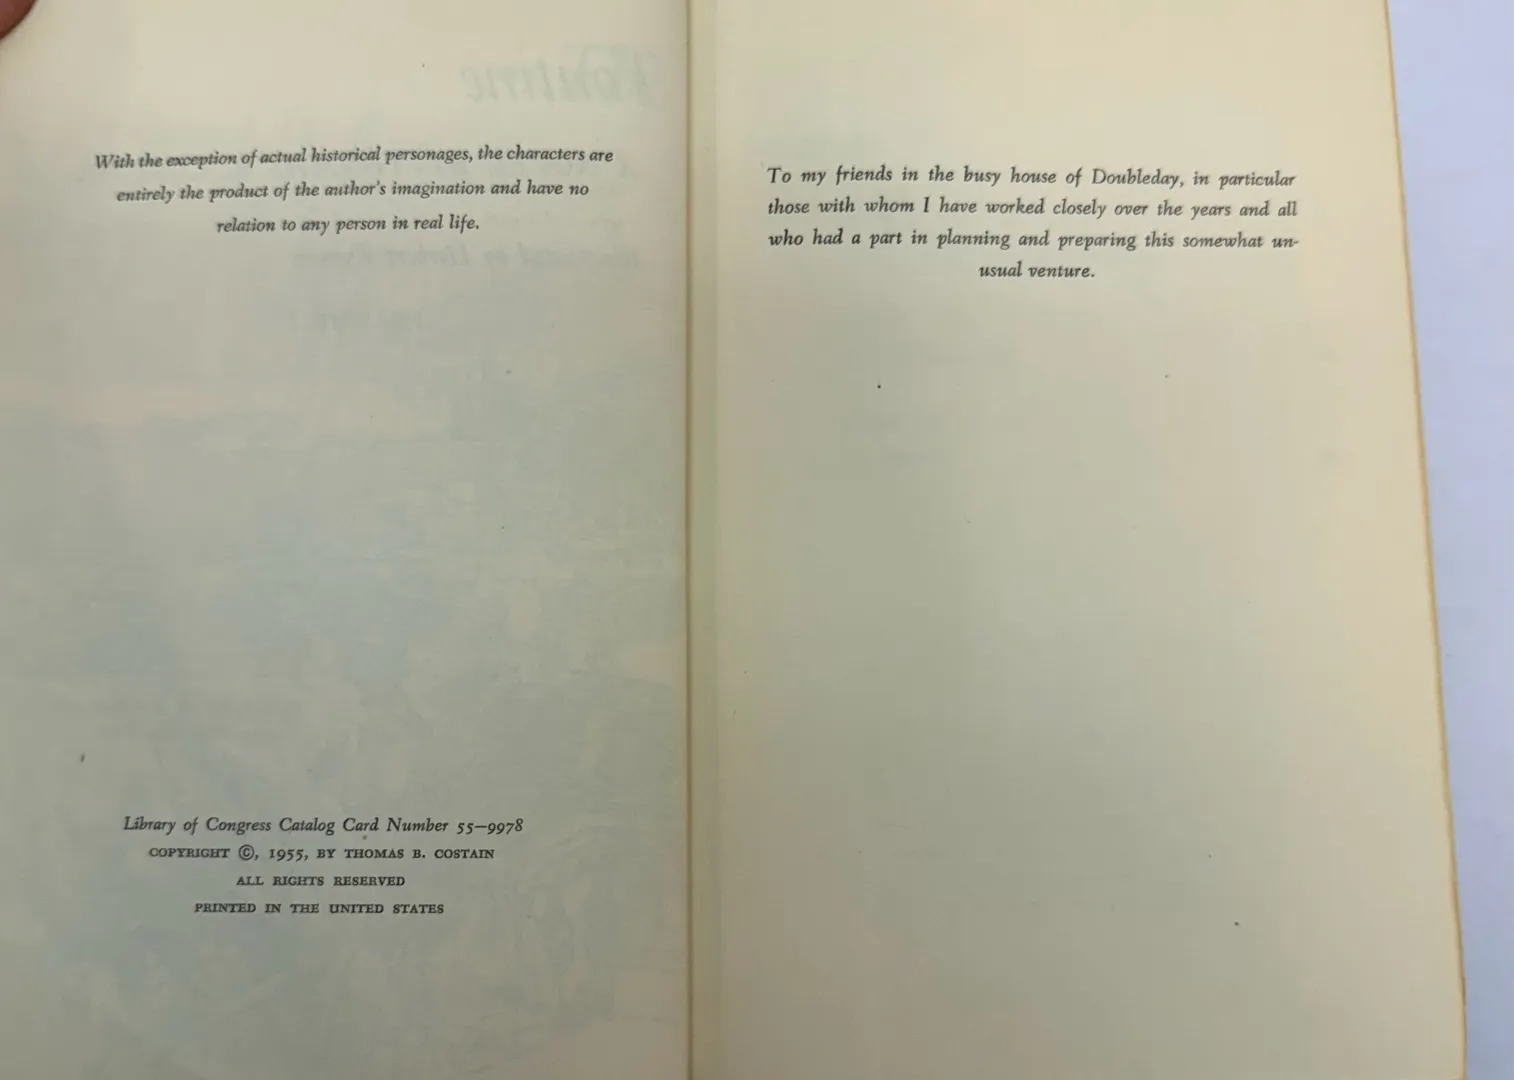 With the exception of actual historical personages, the characters are
entirely the product of the author's imagination and have no
relation to any person in real life.
Library of Congress Catalog Card Number 55–9978
COPYRIGHT ©, 1955, BY THOMAS B. COSTAIN
ALL RIGHTS RESERVED
PRINTED IN THE UNITED STATES
To my friends in the busy house of Doubleday, in particular
those with whom I have worked closely over the years and all
who had a part in planning and preparing this somewhat un-
usual venture.